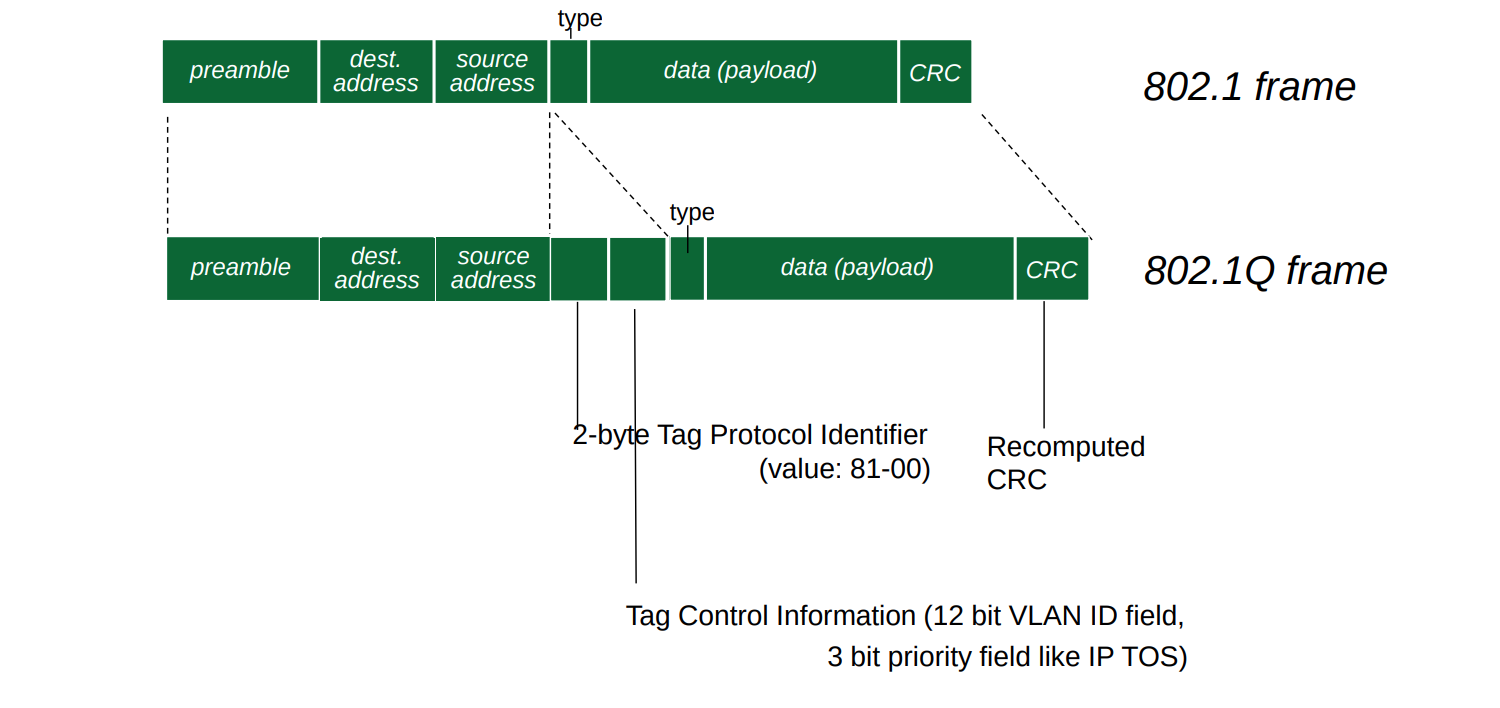 type
preamble
dest.
address
source
address
data (payload)
CRC
802.1 frame
type
preamble
dest.
address
source
address
data (payload)
CRC
802.1Q frame
2-byte Tag Protocol Identifier
(value: 81-00)
Recomputed
CRC
Tag Control Information (12 bit VLAN ID field,
3 bit priority field like IP TOS)